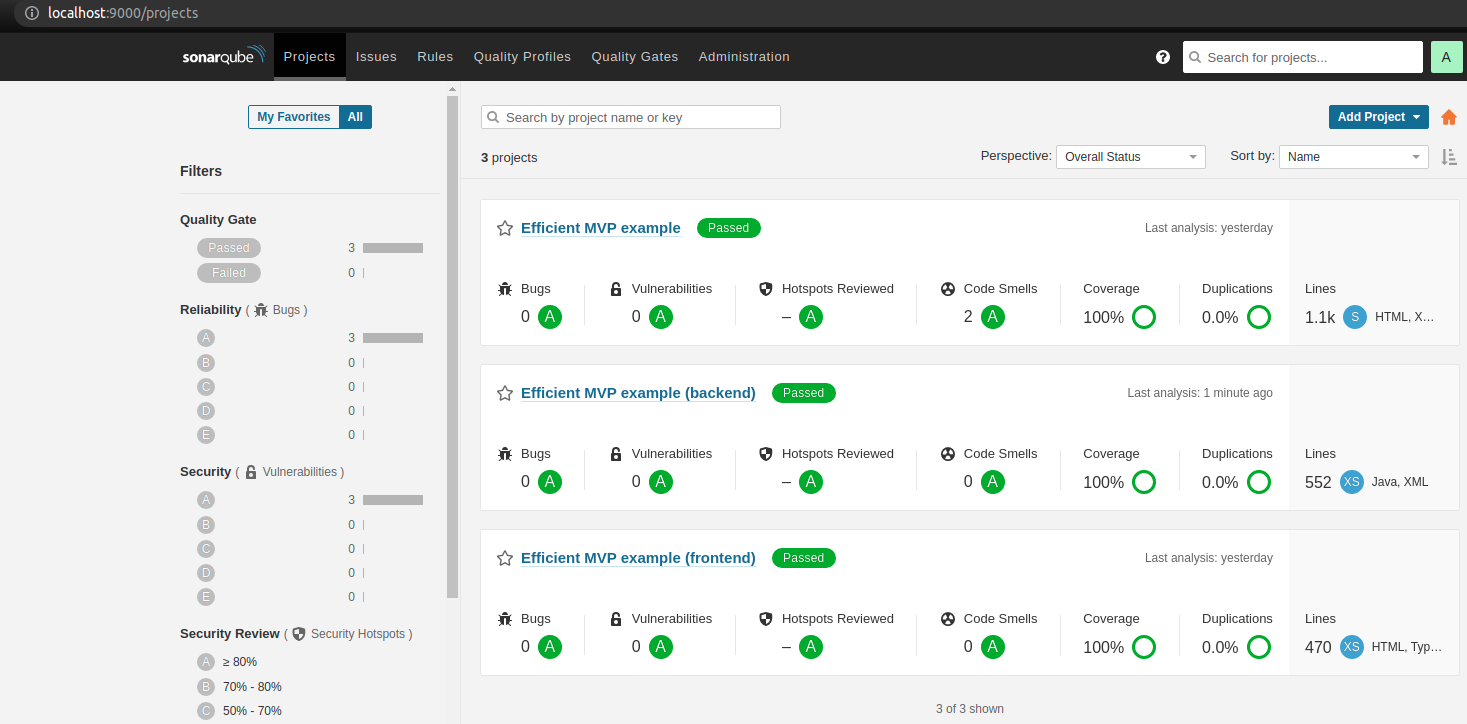 localhost:9000/projects
sonarqube Projects Issues Rules Quality Profiles Quality Gates Administration ? Search for projects... A
My Favorites All
Filters
Quality Gate
Passed 3
Failed 0
Reliability ( Bugs )
A 3
B 0
C 0
D 0
E 0
Security ( Vulnerabilities )
A 3
B 0
C 0
D 0
E 0
Security Review ( Security Hotspots )
A ≥ 80%
B 70% - 80%
C 50% - 70%
Search by project name or key Add Project
3 projects Perspective: Overall Status Sort by: Name
Efficient MVP example Passed Last analysis: yesterday
Bugs Vulnerabilities Hotspots Reviewed Code Smells Coverage Duplications Lines
0 A 0 A – A 2 A 100% 0.0% 1.1k S HTML, X…
Efficient MVP example (backend) Passed Last analysis: 1 minute ago
Bugs Vulnerabilities Hotspots Reviewed Code Smells Coverage Duplications Lines
0 A 0 A – A 0 A 100% 0.0% 552 XS Java, XML
Efficient MVP example (frontend) Passed Last analysis: yesterday
Bugs Vulnerabilities Hotspots Reviewed Code Smells Coverage Duplications Lines
0 A 0 A – A 0 A 100% 0.0% 470 XS HTML, Typ…
3 of 3 shown